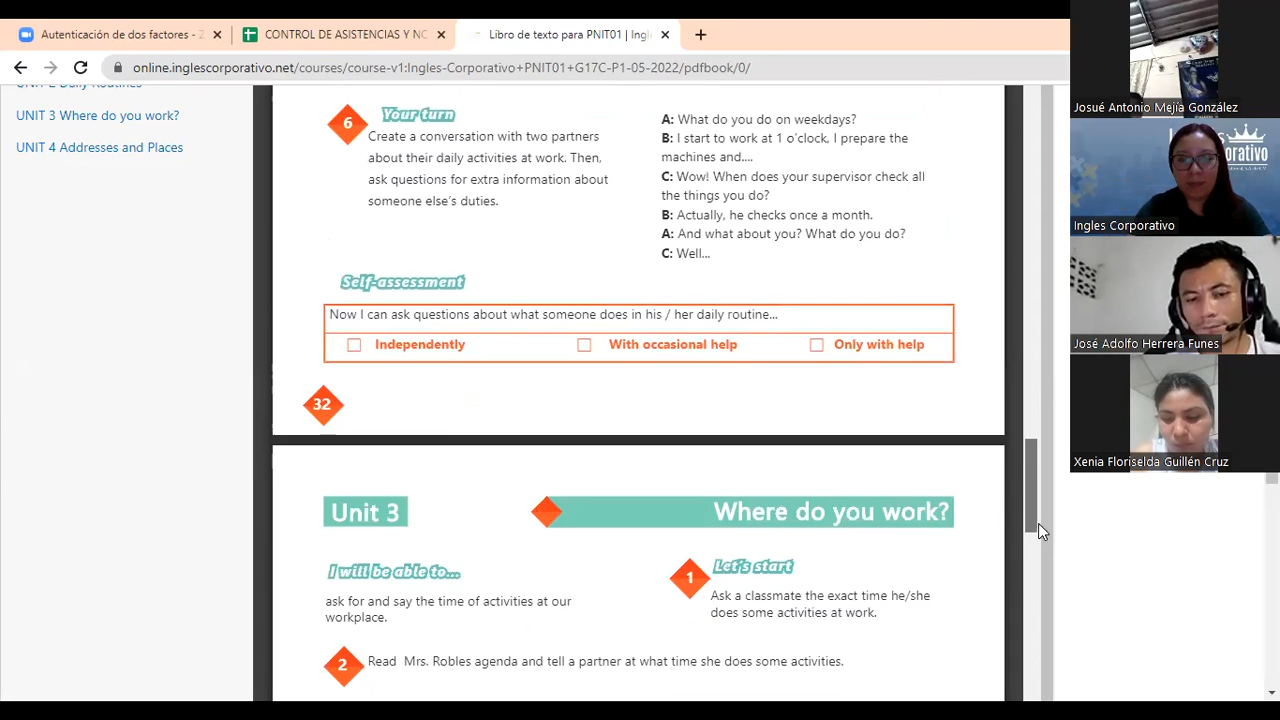 Autenticación de dos factores - Z
CONTROL DE ASISTENCIAS Y NO
Libro de texto para PNIT01 | Ingl
online.inglescorporativo.net/courses/course-v1:Ingles-Corporativo+PNIT01+G17C-P1-05-2022/pdfbook/0/
UNIT 2 Daily Routines
UNIT 3 Where do you work?
UNIT 4 Addresses and Places
6
Your turn
Create a conversation with two partners
about their daily activities at work. Then,
ask questions for extra information about
someone else's duties.
A: What do you do on weekdays?
B: I start to work at 1 o'clock, I prepare the
machines and....
C: Wow! When does your supervisor check all
the things you do?
B: Actually, he checks once a month.
A: And what about you? What do you do?
C: Well...
Self-assessment
Now I can ask questions about what someone does in his / her daily routine...
Independently
With occasional help
Only with help
32
Unit 3
Where do you work?
I will be able to...
ask for and say the time of activities at our
workplace.
1
Let's start
Ask a classmate the exact time he/she
does some activities at work.
2
Read Mrs. Robles agenda and tell a partner at what time she does some activities.
Josué Antonio Mejía González
orativo
Ingles Corporativo
José Adolfo Herrera Funes
Xenia Floriselda Guillén Cruz